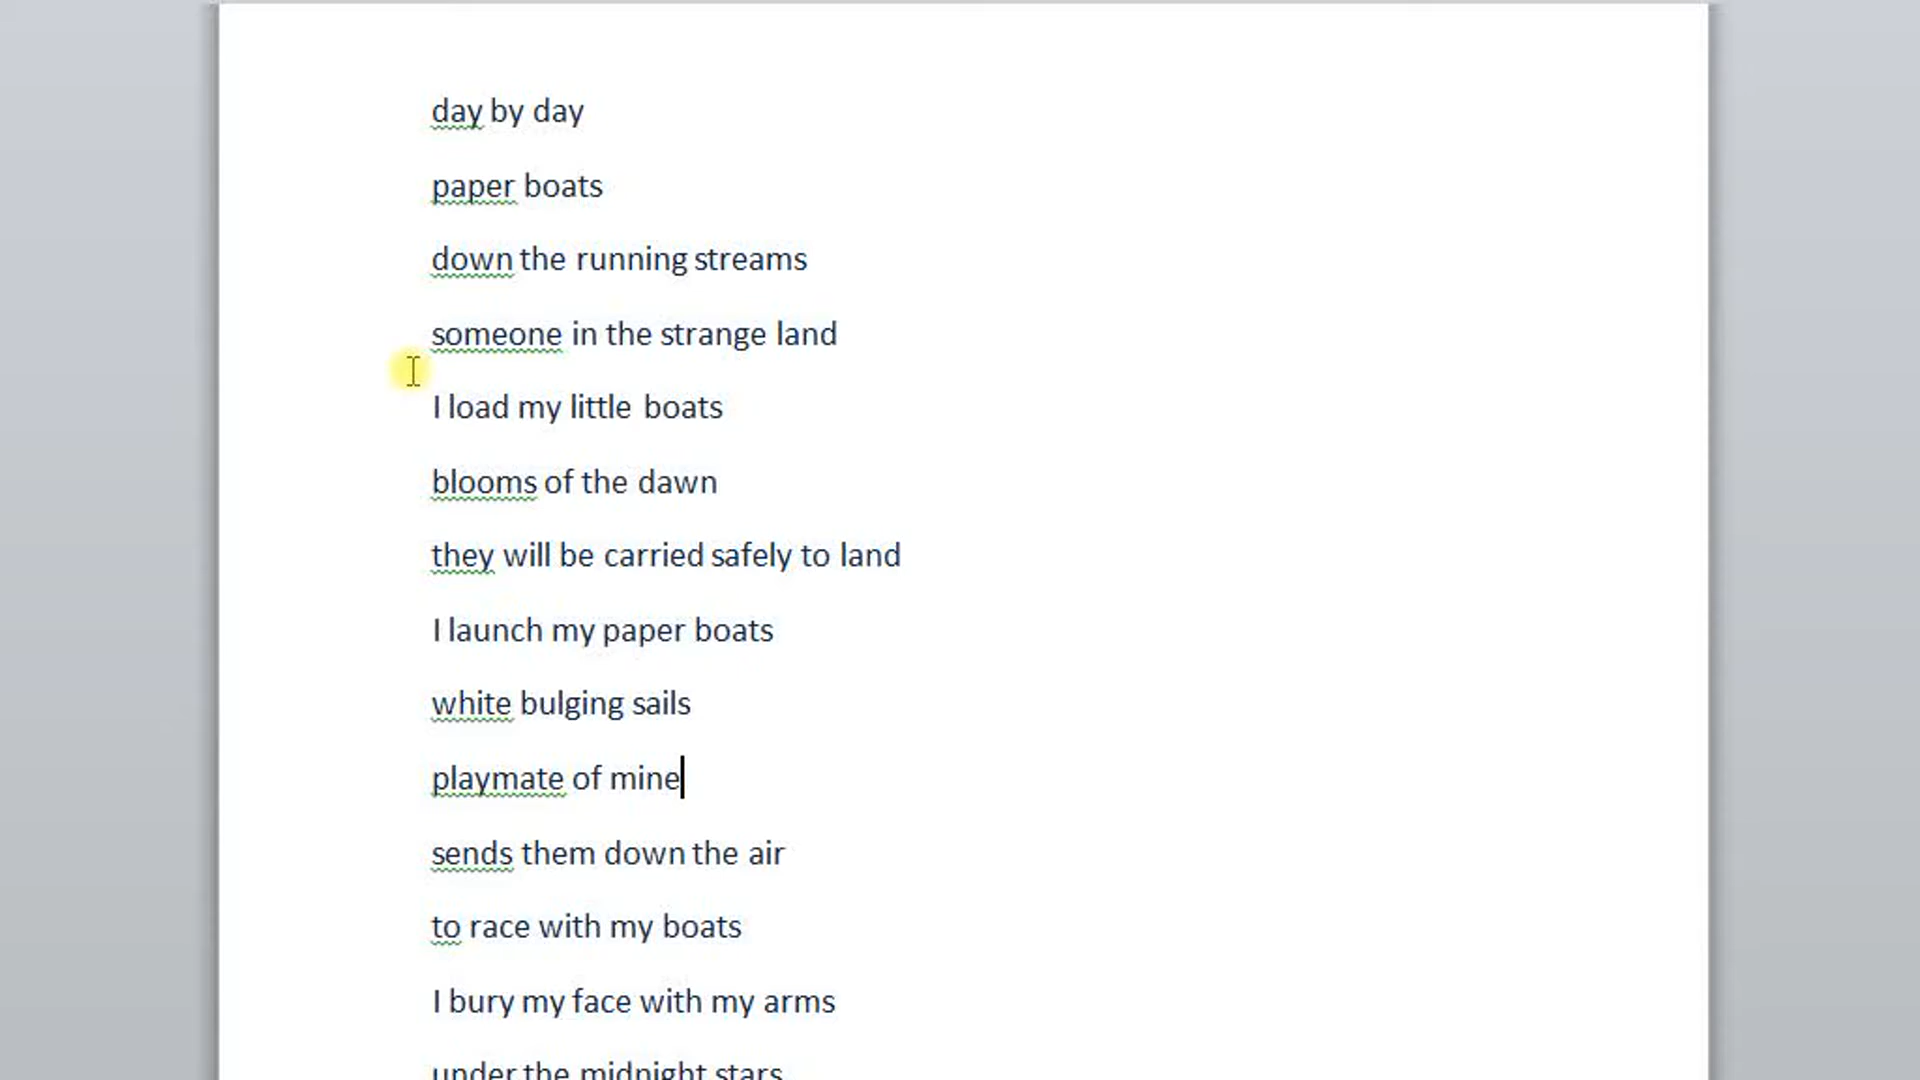 day by day
paper boats
down the running streams
someone in the strange land
I load my little boats
blooms of the dawn
they will be carried safely to land
I launch my paper boats
white bulging sails
playmate of mine
sends them down the air
to race with my boats
I bury my face with my arms
under the midnight stars